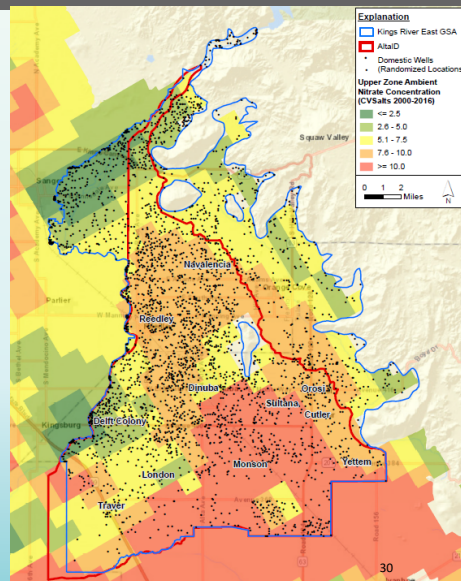 Explanation
Kings River East GSA
AltaID
Domestic Wells
(Randomized Locations)
Upper Zone Ambient
Nitrate Concentration
(CVSalts 2000-2016)
<= 2.5
2.6 - 5.0
5.1 - 7.5
7.6 - 10.0
>= 10.0
0 1 2
Miles
N
Squaw Valley
Sanger
Navalencia
Parlier
Reedley
Dinuba
Orosi
Sultana
Cutler
Delft Colony
Kingsburg
Monson
Yettem
London
Traver
30